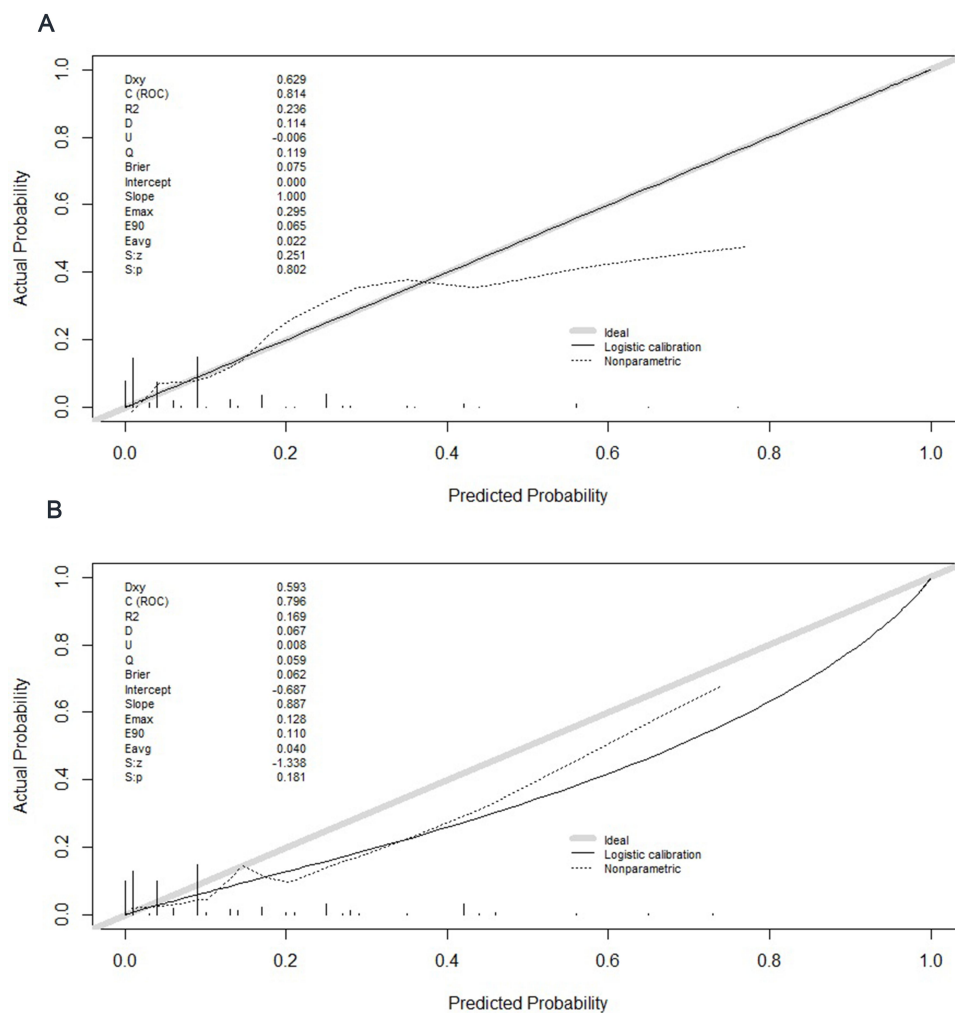 A
Dxy 0.629
C (ROC) 0.814
R2 0.236
D 0.114
U -0.006
Q 0.119
Brier 0.075
Intercept 0.000
Slope 1.000
Emax 0.295
E90 0.065
Eavg 0.022
S:z 0.251
S:p 0.802
Actual Probability
1.0
0.8
0.6
0.4
0.2
0.0
Ideal
Logistic calibration
Nonparametric
0.0 0.2 0.4 0.6 0.8 1.0
Predicted Probability
B
Dxy 0.593
C (ROC) 0.796
R2 0.169
D 0.067
U 0.008
Q 0.059
Brier 0.062
Intercept -0.687
Slope 0.887
Emax 0.128
E90 0.110
Eavg 0.040
S:z -1.338
S:p 0.181
Actual Probability
1.0
0.8
0.6
0.4
0.2
0.0
Ideal
Logistic calibration
Nonparametric
0.0 0.2 0.4 0.6 0.8 1.0
Predicted Probability